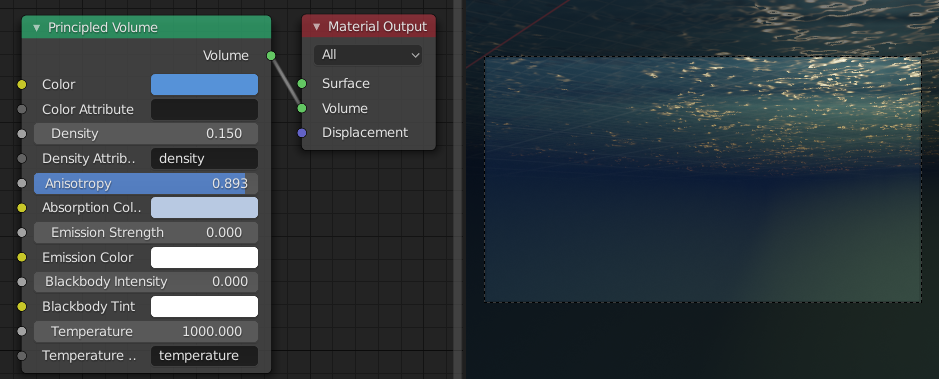 Principled Volume
Volume
Color
Color Attribute
Density 0.150
Density Attrib.. density
Anisotropy 0.893
Absorption Col..
Emission Strength 0.000
Emission Color
Blackbody Intensity 0.000
Blackbody Tint
Temperature 1000.000
Temperature .. temperature
Material Output
All
Surface
Volume
Displacement